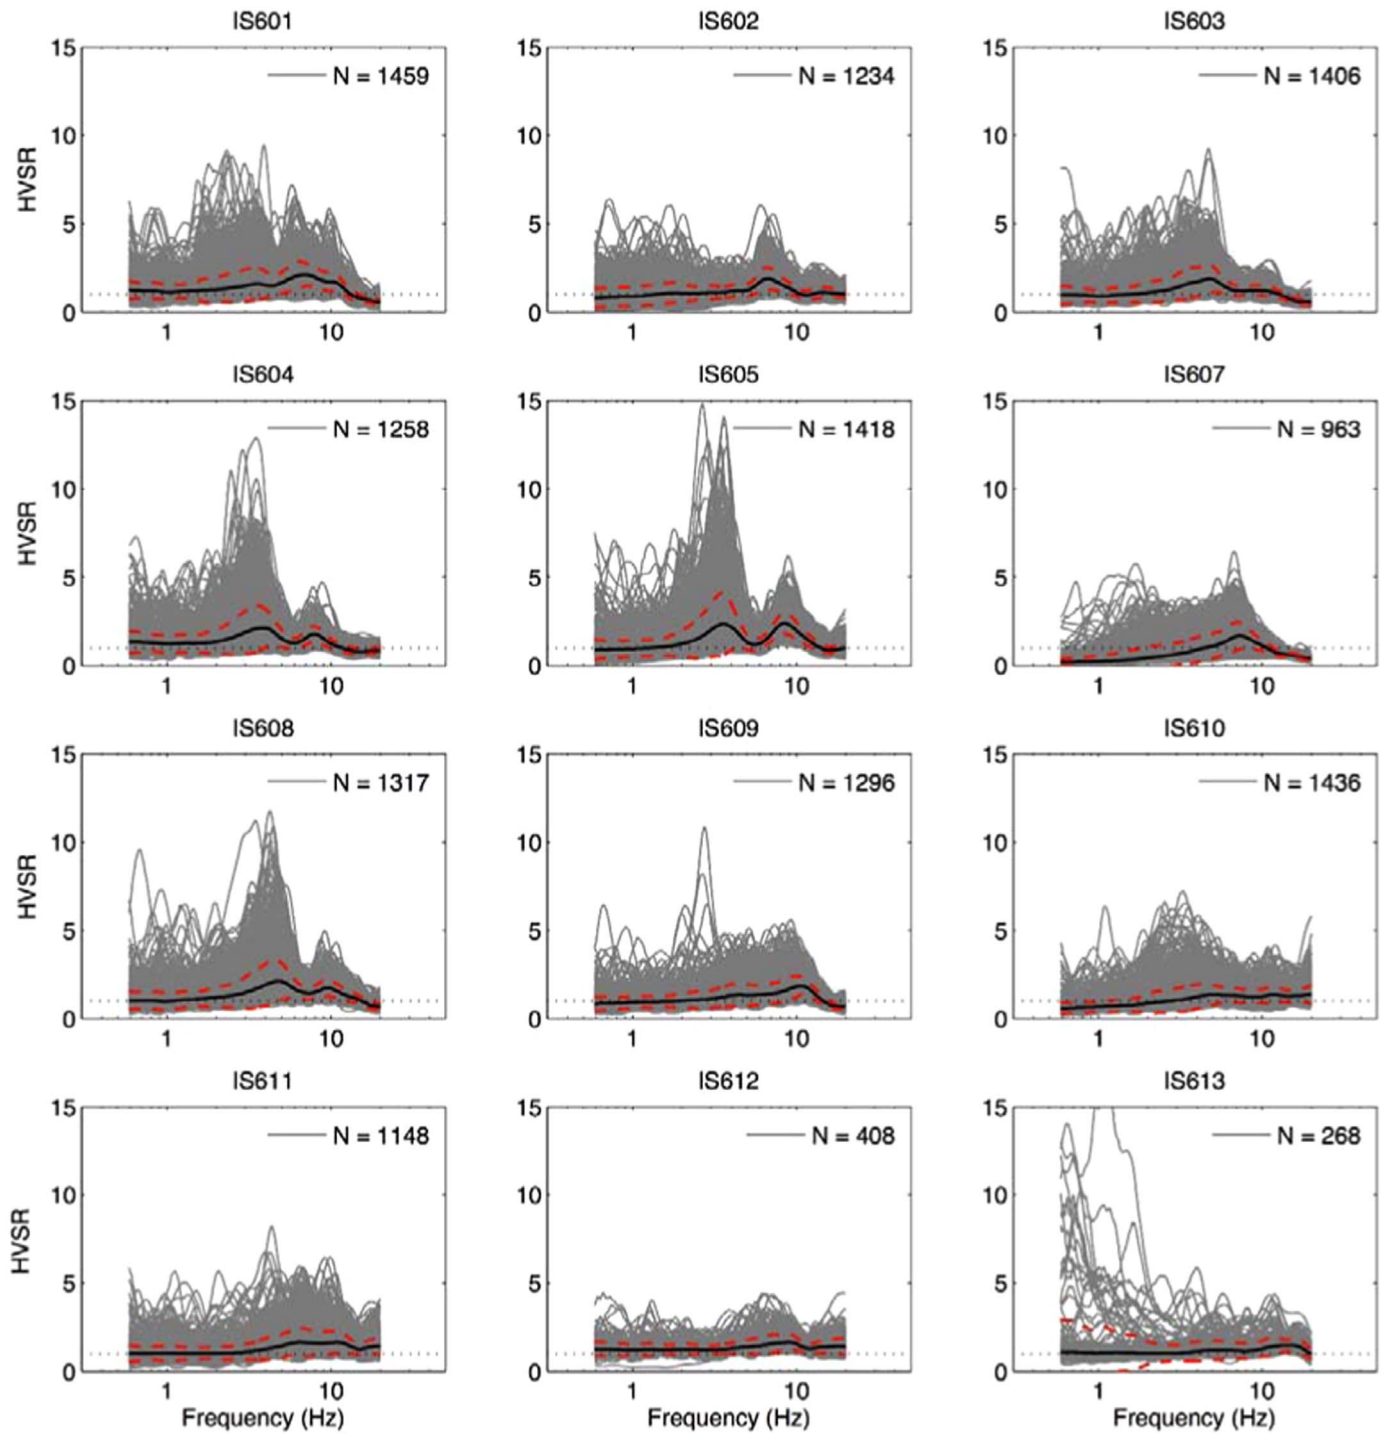 IS601 IS602 IS603
15 15 15
N = 1459 N = 1234 N = 1406
10 10 10
HVSR
5 5 5
0 0 0
1 10 1 10 1 10
IS604 IS605 IS607
15 15 15
N = 1258 N = 1418 N = 963
10 10 10
HVSR
5 5 5
0 0 0
1 10 1 10 1 10
IS608 IS609 IS610
15 15 15
N = 1317 N = 1296 N = 1436
10 10 10
HVSR
5 5 5
0 0 0
1 10 1 10 1 10
IS611 IS612 IS613
15 15 15
N = 1148 N = 408 N = 268
10 10 10
HVSR
5 5 5
0 0 0
1 10 1 10 1 10
Frequency (Hz) Frequency (Hz) Frequency (Hz)